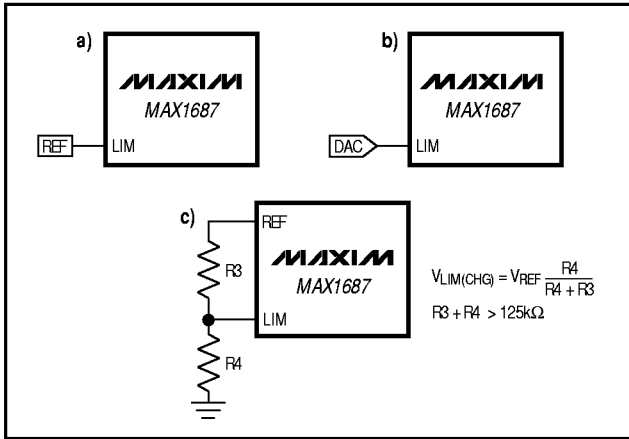 a)
MAXIM
MAX1687
REF
LIM
b)
MAXIM
MAX1687
DAC
LIM
c)
REF
MAXIM
MAX1687
R3
LIM
R4
VLIM(CHG) = VREF R4 / R4 + R3
R3 + R4 > 125kΩ